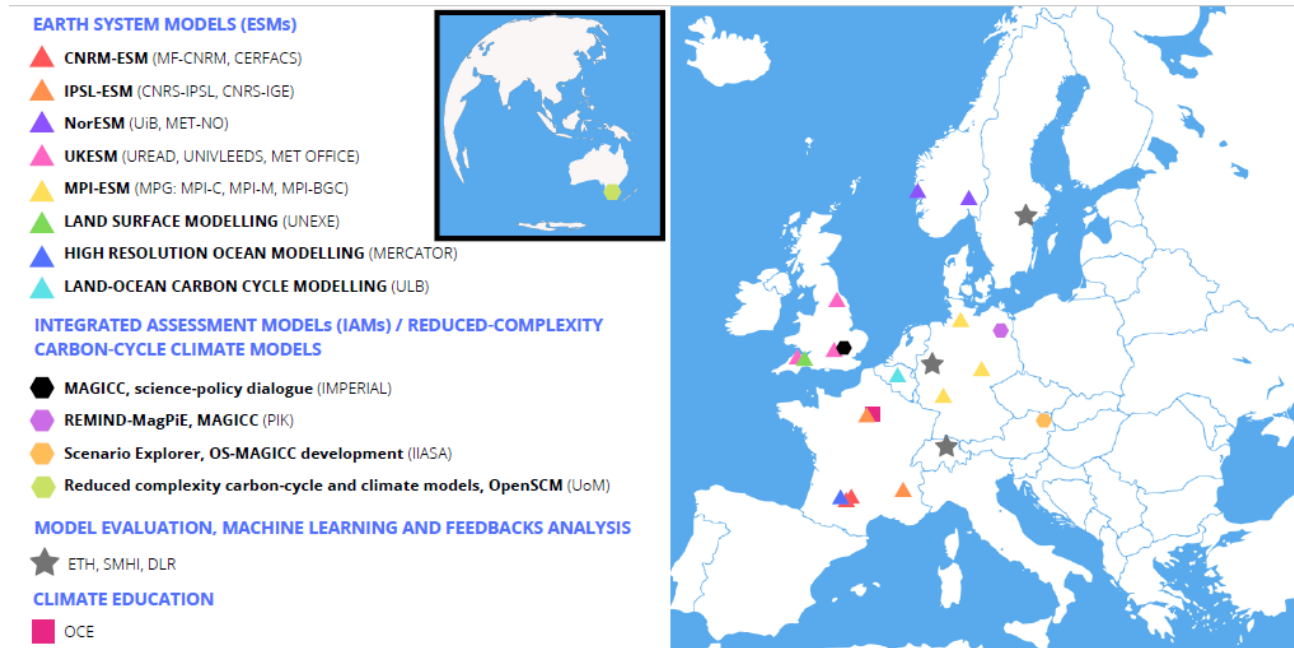 EARTH SYSTEM MODELS (ESMs)
CNRM-ESM (MF-CNRM, CERFACS)
IPSL-ESM (CNRS-IPSL, CNRS-IGE)
NorESM (UiB, MET-NO)
UKESM (UREAD, UNIVLEEDS, MET OFFICE)
MPI-ESM (MPG: MPI-C, MPI-M, MPI-BGC)
LAND SURFACE MODELLING (UNEXE)
HIGH RESOLUTION OCEAN MODELLING (MERCATOR)
LAND-OCEAN CARBON CYCLE MODELLING (ULB)
INTEGRATED ASSESSMENT MODELS (IAMs) / REDUCED-COMPLEXITY
CARBON-CYCLE CLIMATE MODELS
MAGICC, science-policy dialogue (IMPERIAL)
REMIND-MagPiE, MAGICC (PIK)
Scenario Explorer, OS-MAGICC development (IIASA)
Reduced complexity carbon-cycle and climate models, OpenSCM (UoM)
MODEL EVALUATION, MACHINE LEARNING AND FEEDBACKS ANALYSIS
ETH, SMHI, DLR
CLIMATE EDUCATION
OCE